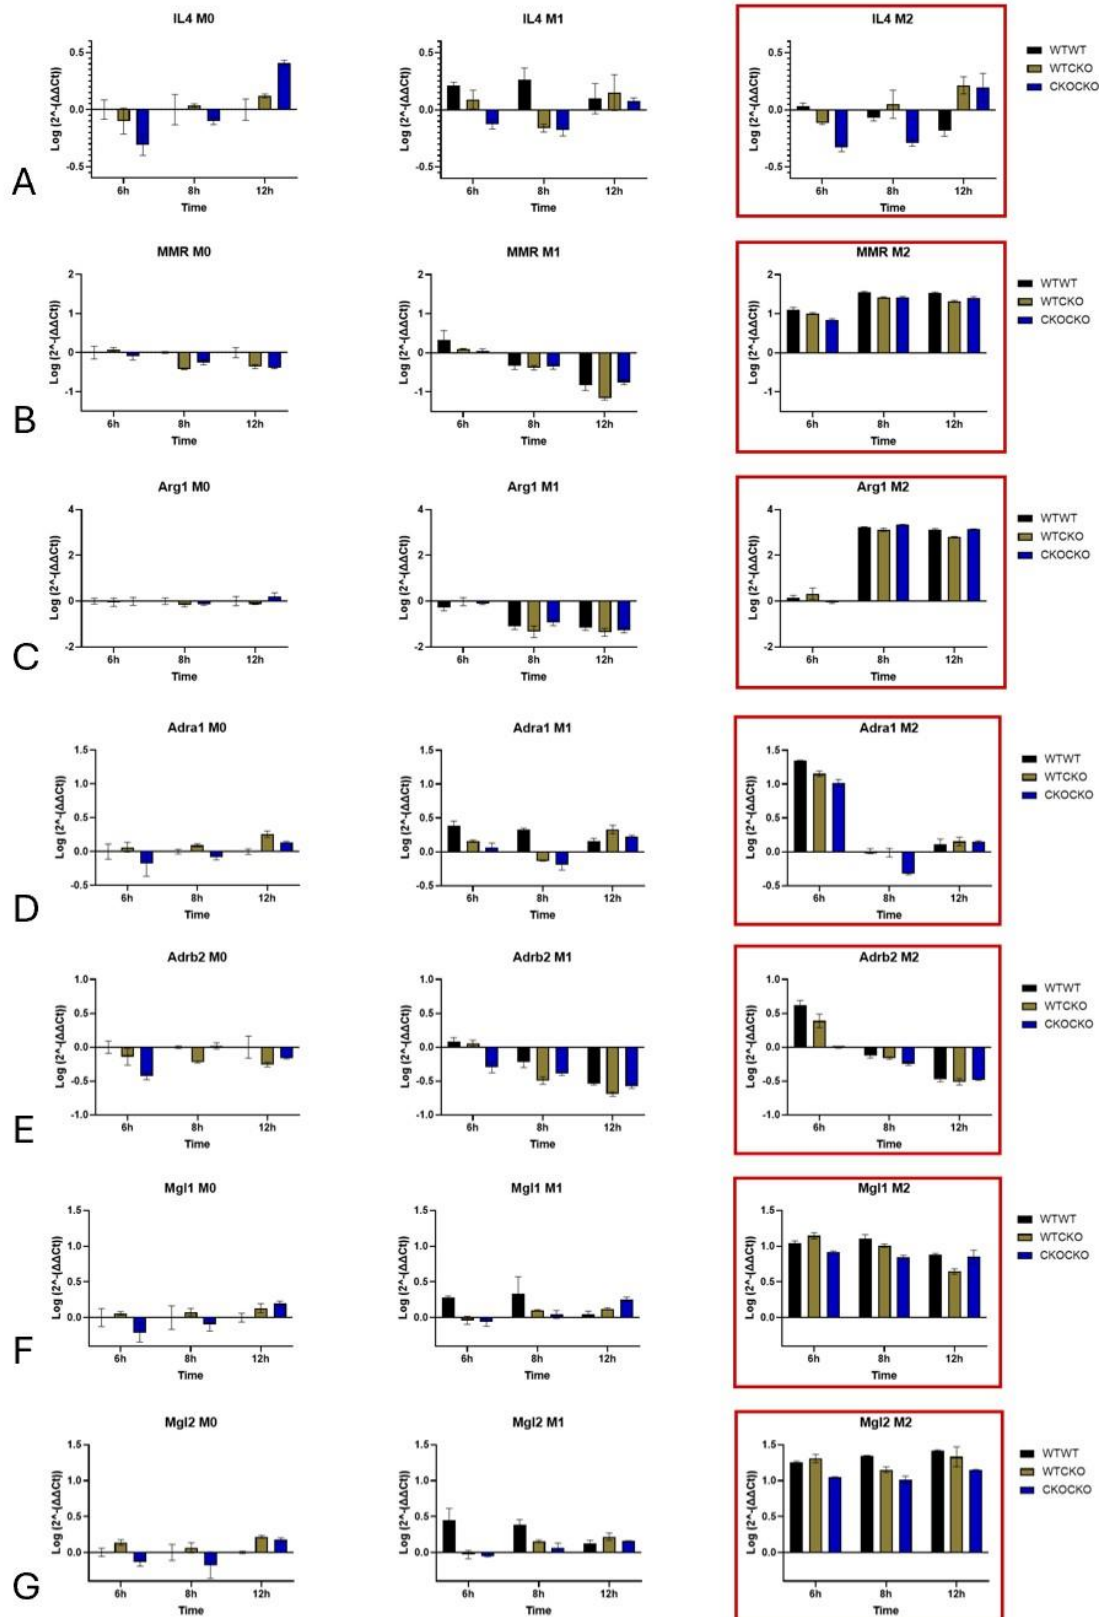 IL4 M0 IL4 M1 IL4 M2
Log (2^-(ΔΔCt)) Log (2^-(ΔΔCt)) Log (2^-(ΔΔCt))
0.5 0.5 0.5
0.0 0.0 0.0
-0.5 -0.5 -0.5
WTWT
WTCKO
CKOCKO
6h 8h 12h 6h 8h 12h 6h 8h 12h
Time Time Time
A
MMR M0 MMR M1 MMR M2
Log (2^-(ΔΔCt)) Log (2^-(ΔΔCt)) Log (2^-(ΔΔCt))
2 2 2
1 1 1
0 0 0
-1 -1 -1
WTWT
WTCKO
CKOCKO
6h 8h 12h 6h 8h 12h 6h 8h 12h
Time Time Time
B
Arg1 M0 Arg1 M1 Arg1 M2
Log (2^-(ΔΔCt)) Log (2^-(ΔΔCt)) Log (2^-(ΔΔCt))
4 4 4
2 2 2
0 0 0
-2 -2 -2
WTWT
WTCKO
CKOCKO
6h 8h 12h 6h 8h 12h 6h 8h 12h
Time Time Time
C
Adra1 M0 Adra1 M1 Adra1 M2
Log (2^-(ΔΔCt)) Log (2^-(ΔΔCt)) Log (2^-(ΔΔCt))
1.5 1.5 1.5
1.0 1.0 1.0
0.5 0.5 0.5
0.0 0.0 0.0
-0.5 -0.5 -0.5
WTWT
WTCKO
CKOCKO
6h 8h 12h 6h 8h 12h 6h 8h 12h
Time Time Time
D
Adrb2 M0 Adrb2 M1 Adrb2 M2
Log (2^-(ΔΔCt)) Log (2^-(ΔΔCt)) Log (2^-(ΔΔCt))
1.0 1.0 1.0
0.5 0.5 0.5
0.0 0.0 0.0
-0.5 -0.5 -0.5
-1.0 -1.0 -1.0
WTWT
WTCKO
CKOCKO
6h 8h 12h 6h 8h 12h 6h 8h 12h
Time Time Time
E
Mgl1 M0 Mgl1 M1 Mgl1 M2
Log (2^-(ΔΔCt)) Log (2^-(ΔΔCt)) Log (2^-(ΔΔCt))
1.5 1.5 1.5
1.0 1.0 1.0
0.5 0.5 0.5
0.0 0.0 0.0
WTWT
WTCKO
CKOCKO
6h 8h 12h 6h 8h 12h 6h 8h 12h
Time Time Time
F
Mgl2 M0 Mgl2 M1 Mgl2 M2
Log (2^-(ΔΔCt)) Log (2^-(ΔΔCt)) Log (2^-(ΔΔCt))
1.5 1.5 1.5
1.0 1.0 1.0
0.5 0.5 0.5
0.0 0.0 0.0
WTWT
WTCKO
CKOCKO
6h 8h 12h 6h 8h 12h 6h 8h 12h
Time Time Time
G